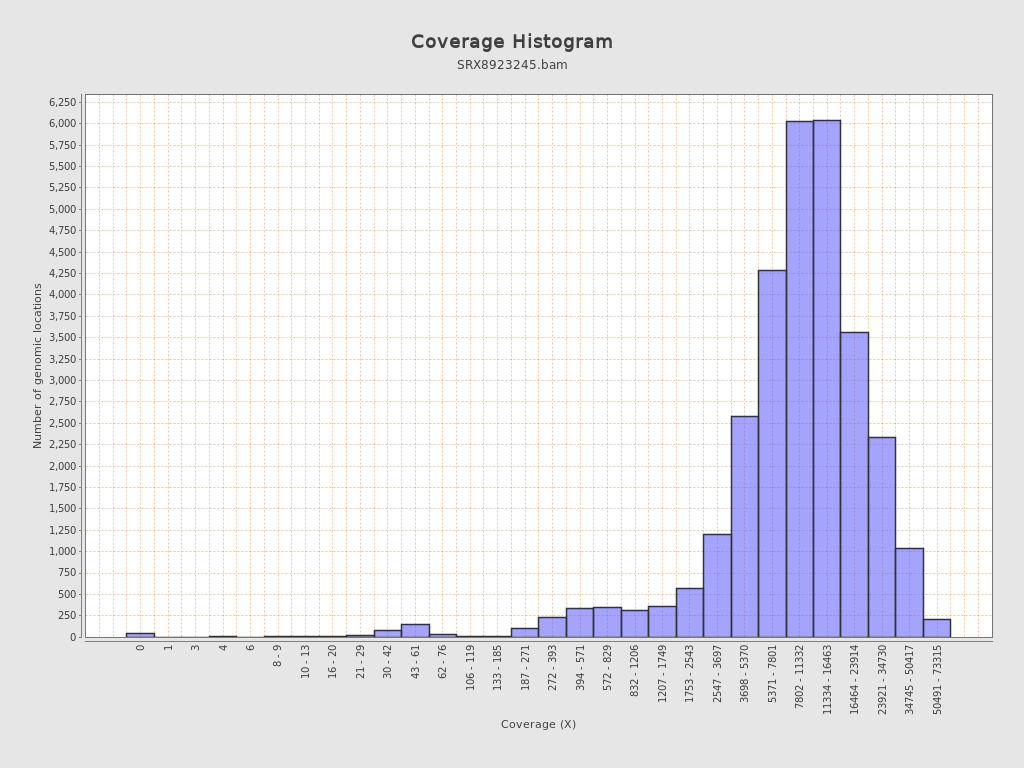 Coverage Histogram
SRX8923245.bam
Number of genomic locations
6,250
6,000
5,750
5,500
5,250
5,000
4,750
4,500
4,250
4,000
3,750
3,500
3,250
3,000
2,750
2,500
2,250
2,000
1,750
1,500
1,250
1,000
750
500
250
0
0
1
3
4
6
8 - 9
10 - 13
16 - 20
21 - 29
30 - 42
43 - 61
62 - 76
106 - 119
133 - 185
187 - 271
272 - 393
394 - 571
572 - 829
832 - 1206
1207 - 1749
1753 - 2543
2547 - 3697
3698 - 5370
5371 - 7801
7802 - 11332
11334 - 16463
16464 - 23914
23921 - 34730
34745 - 50417
50491 - 73315
Coverage (X)